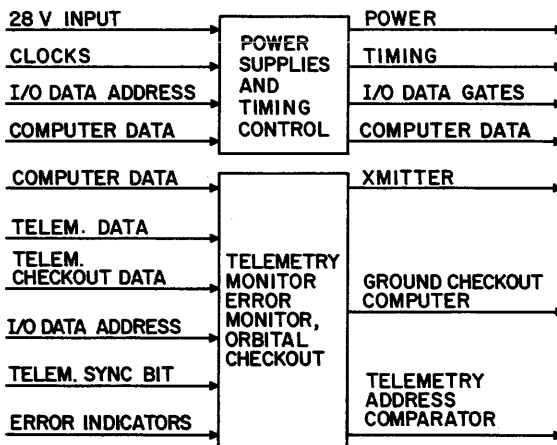 28 V INPUT
CLOCKS
I/O DATA ADDRESS
COMPUTER DATA
POWER
SUPPLIES
AND
TIMING
CONTROL
POWER
TIMING
I/O DATA GATES
COMPUTER DATA
COMPUTER DATA
TELEM. DATA
TELEM.
CHECKOUT DATA
I/O DATA ADDRESS
TELEM. SYNC BIT
ERROR INDICATORS
TELEMETRY
MONITOR
ERROR
MONITOR,
ORBITAL
CHECKOUT
XMITTER
GROUND CHECKOUT
COMPUTER
TELEMETRY
ADDRESS
COMPARATOR